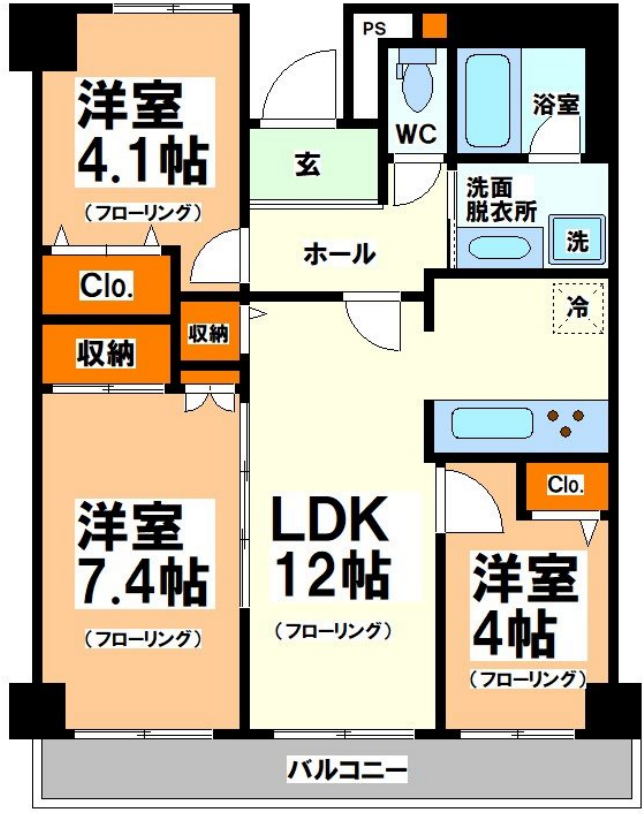 PS
洋室
4.1帖
(フローリング)
WC
浴室
玄
洗面
脱衣所
洗
ホール
Clo.
冷
収納
収納
Clo.
洋室
7.4帖
(フローリング)
LDK
12帖
(フローリング)
洋室
4帖
(フローリング)
バルコニー